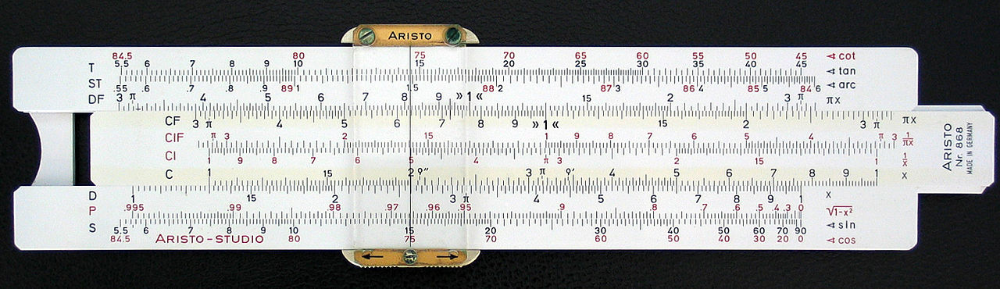 ARISTO
84.5 80 75 70 65 60 55 50 45 ∢ cot
T 5,5 6 7 8 9 10 15 20 25 30 35 40 45 ∢ tan
ST .55 .6 .7 .8 .9 89 1 1.5 88 2 87 3 86 4 85 5 84 6 ∢ arc
DF 3 π 4 5 6 7 8 9 »1« 15 2 3 π πx
CF 3 π 4 5 6 7 8 9 »1« 15 2 3 π πx
CIF π 3 2 15 1 9 8 7 6 5 4 π 3 1/πx
CI 1 9 8 7 6 5 4 π 3 2 15 1 1/x
C 1 15 2 ϱ″ 3 π ϱ′ 4 5 6 7 8 9 1 x
ARISTO
Nr. 868
MADE IN GERMANY
D 1 15 2 3 π 4 5 6 7 8 9 1 x
P .995 .99 .98 .97 .96 .95 .9 .8 .7 .6 .5 .4 .3 0 √1-x²
S 5,5 6 7 8 9 10 15 20 30 40 50 60 70 90 ∢ sin
84.5 ARISTO-STUDIO 80 75 70 60 50 40 30 20 0 ∢ cos